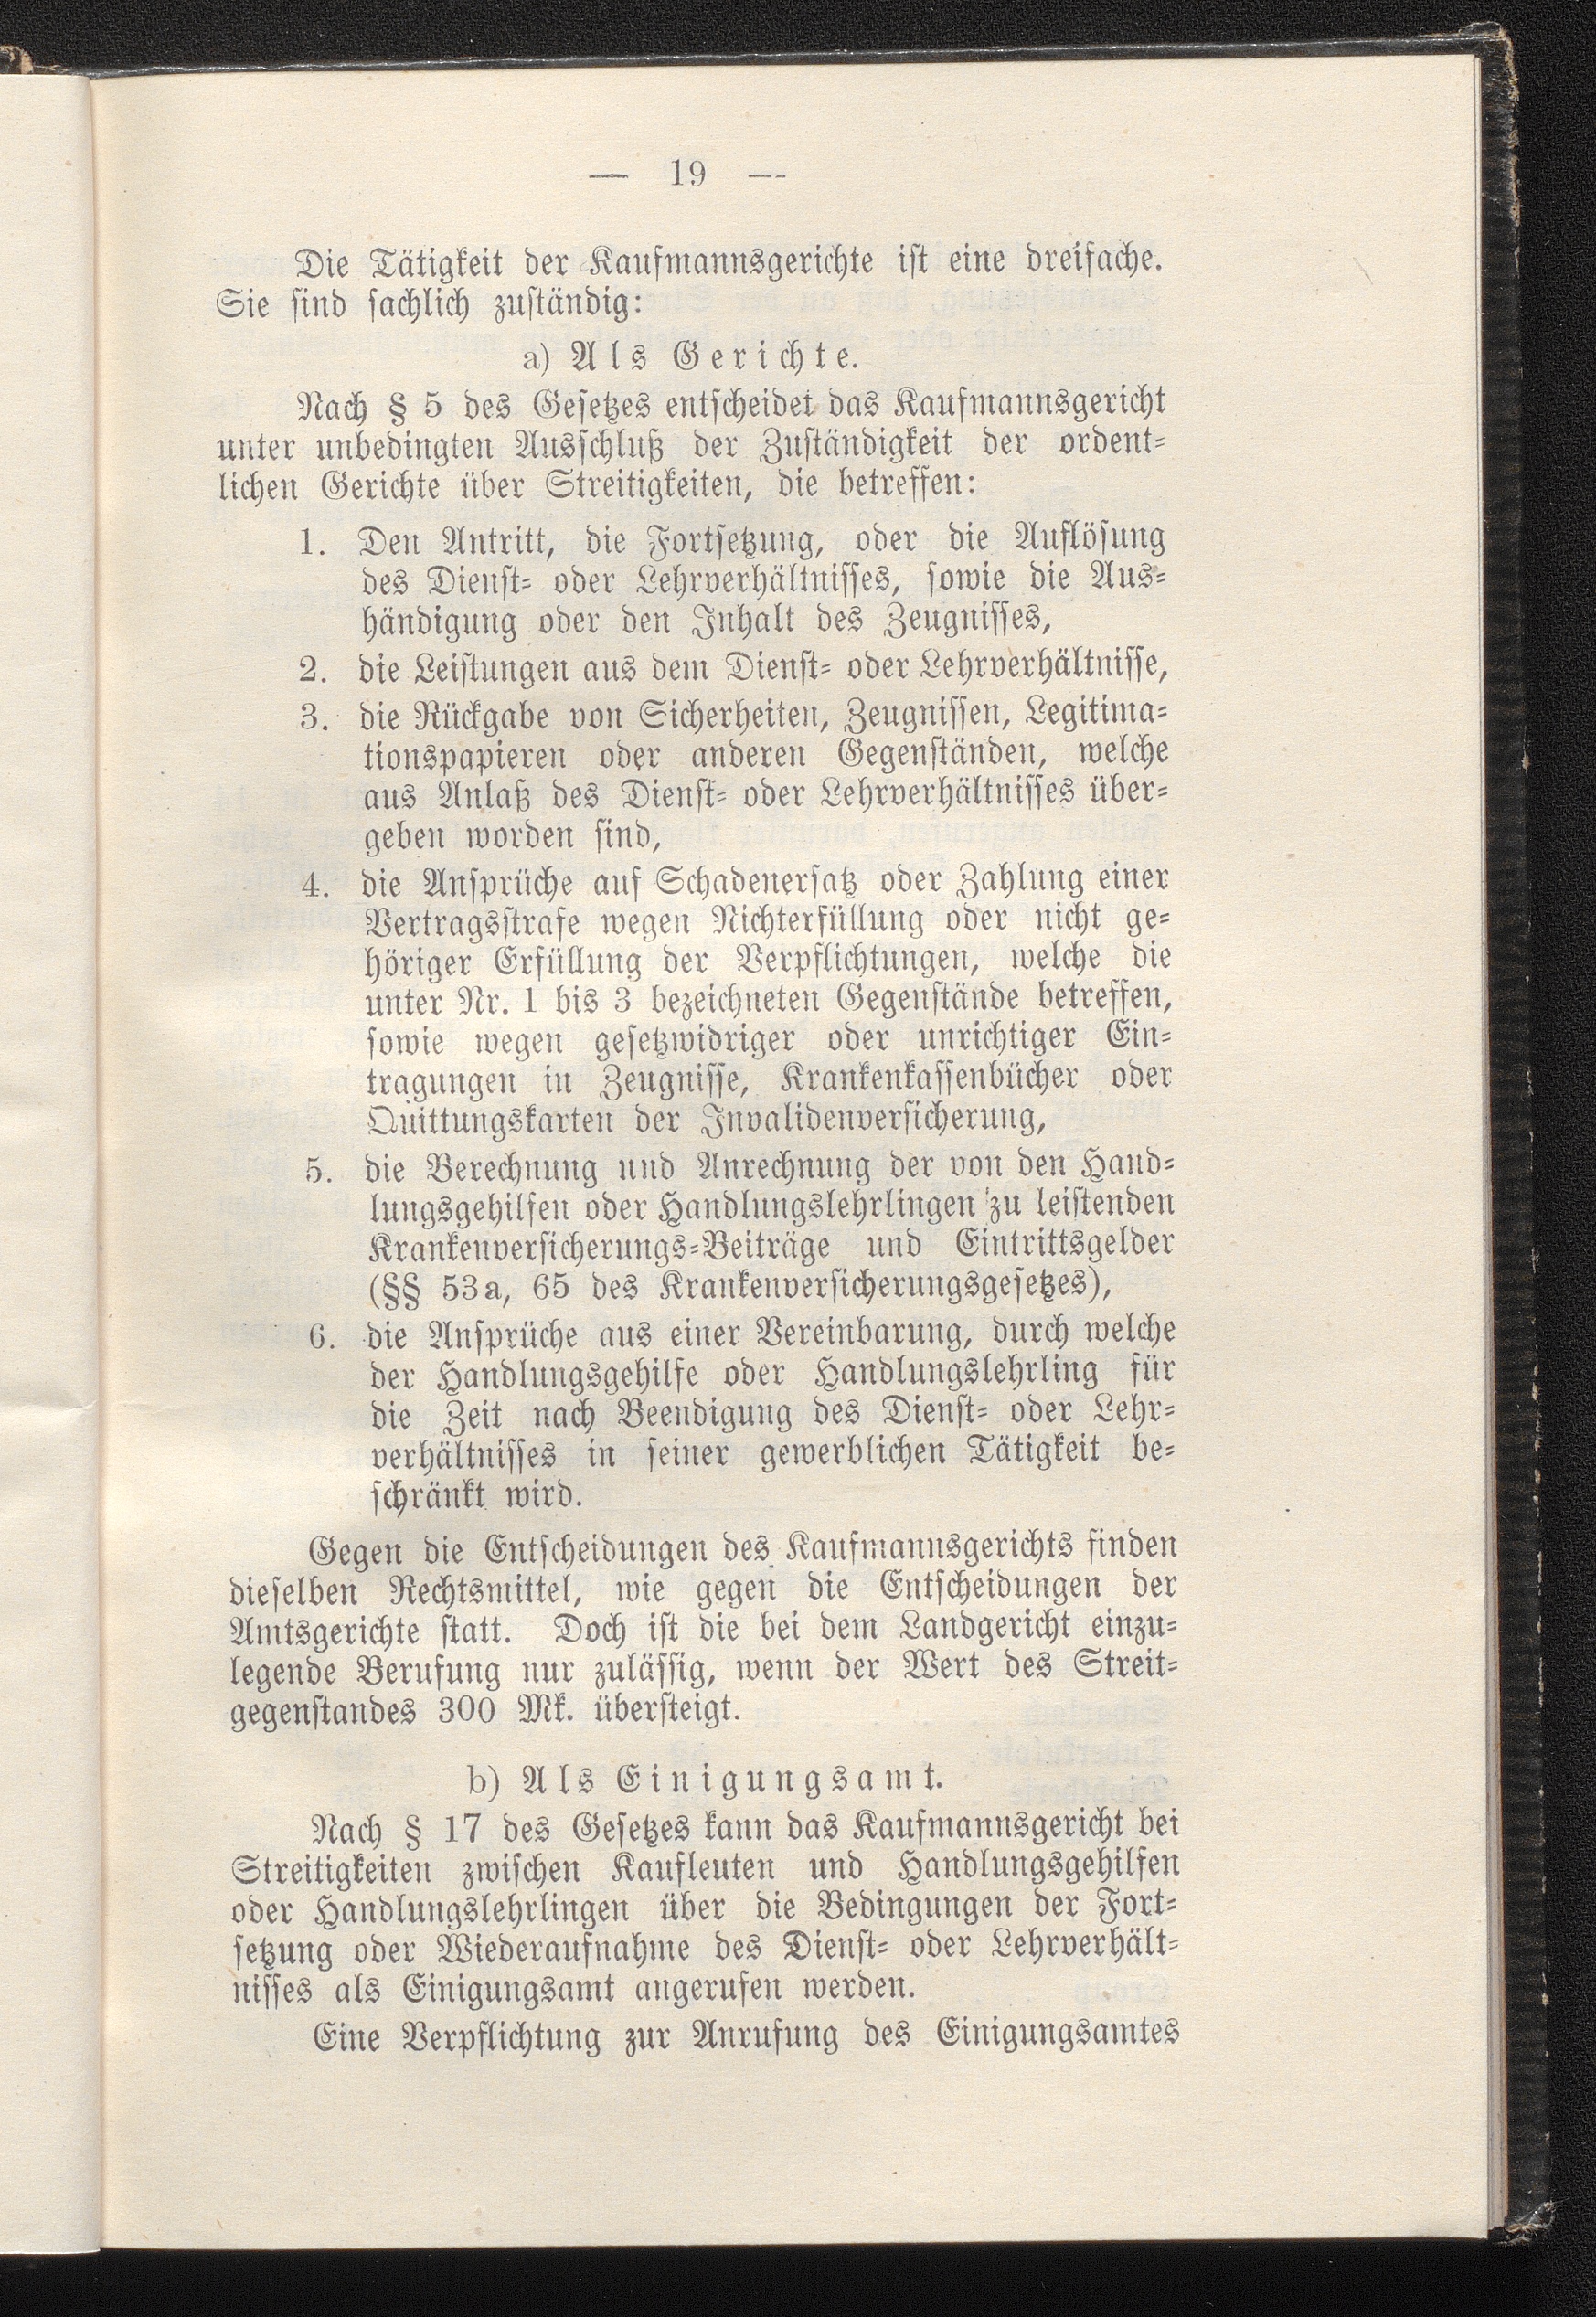 — 19 —
Die Tätigkeit der Kaufmannsgerichte ist eine dreifache.
Sie sind sachlich zuständig:
a) Als Gerichte.
Nach § 5 des Gesetzes entscheidet das Kaufmannsgericht
unter unbedingten Ausschluß der Zuständigkeit der ordent-
lichen Gerichte über Streitigkeiten, die betreffen:
1. Den Antritt, die Fortsetzung, oder die Auflösung
des Dienst- oder Lehrverhältnisses, sowie die Aus-
händigung oder den Inhalt des Zeugnisses,
2. die Leistungen aus dem Dienst- oder Lehrverhältnisse,
3. die Rückgabe von Sicherheiten, Zeugnissen, Legitima-
tionspapieren oder anderen Gegenständen, welche
aus Anlaß des Dienst- oder Lehrverhältnisses über-
geben worden sind,
4. die Ansprüche auf Schadenersatz oder Zahlung einer
Vertragsstrafe wegen Nichterfüllung oder nicht ge-
höriger Erfüllung der Verpflichtungen, welche die
unter Nr. 1 bis 3 bezeichneten Gegenstände betreffen,
sowie wegen gesetzwidriger oder unrichtiger Ein-
tragungen in Zeugnisse, Krankenkassenbücher oder
Quittungskarten der Invalidenversicherung,
5. die Berechnung und Anrechnung der von den Hand-
lungsgehilfen oder Handlungslehrlingen zu leistenden
Krankenversicherungs-Beiträge und Eintrittsgelder
(§§ 53a, 65 des Krankenversicherungsgesetzes),
6. die Ansprüche aus einer Vereinbarung, durch welche
der Handlungsgehilfe oder Handlungslehrling für
die Zeit nach Beendigung des Dienst- oder Lehr-
verhältnisses in seiner gewerblichen Tätigkeit be-
schränkt wird.
Gegen die Entscheidungen des Kaufmannsgerichts finden
dieselben Rechtsmittel, wie gegen die Entscheidungen der
Amtsgerichte statt. Doch ist die bei dem Landgericht einzu-
legende Berufung nur zulässig, wenn der Wert des Streit-
gegenstandes 300 Mk. übersteigt.
b) Als Einigungsamt.
Nach § 17 des Gesetzes kann das Kaufmannsgericht bei
Streitigkeiten zwischen Kaufleuten und Handlungsgehilfen
oder Handlungslehrlingen über die Bedingungen der Fort-
setzung oder Wiederaufnahme des Dienst- oder Lehrverhält-
nisses als Einigungsamt angerufen werden.
Eine Verpflichtung zur Anrufung des Einigungsamtes